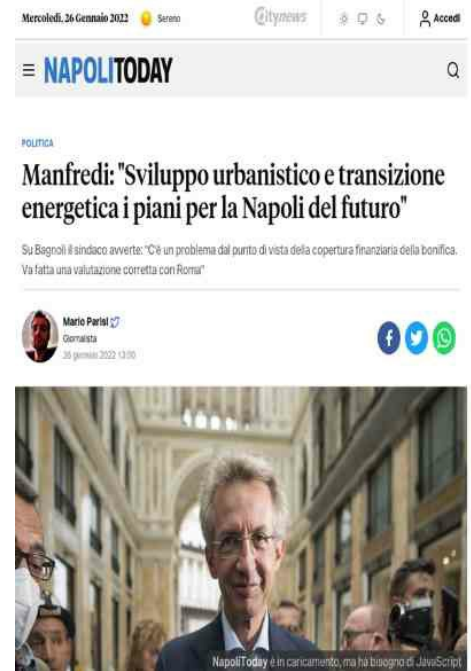 Mercoledì, 26 Gennaio 2022 Sereno Citynews Accedi
NAPOLITODAY
POLITICA
Manfredi: "Sviluppo urbanistico e transizione
energetica i piani per la Napoli del futuro"
Su Bagnoli il sindaco avverte: "C'è un problema dal punto di vista della copertura finanziaria della bonifica.
Va fatta una valutazione corretta con Roma"
Mario Parisi
Giornalista
26 gennaio 2022 13:00
NapoliToday è in caricamento, ma ha bisogno di JavaScript